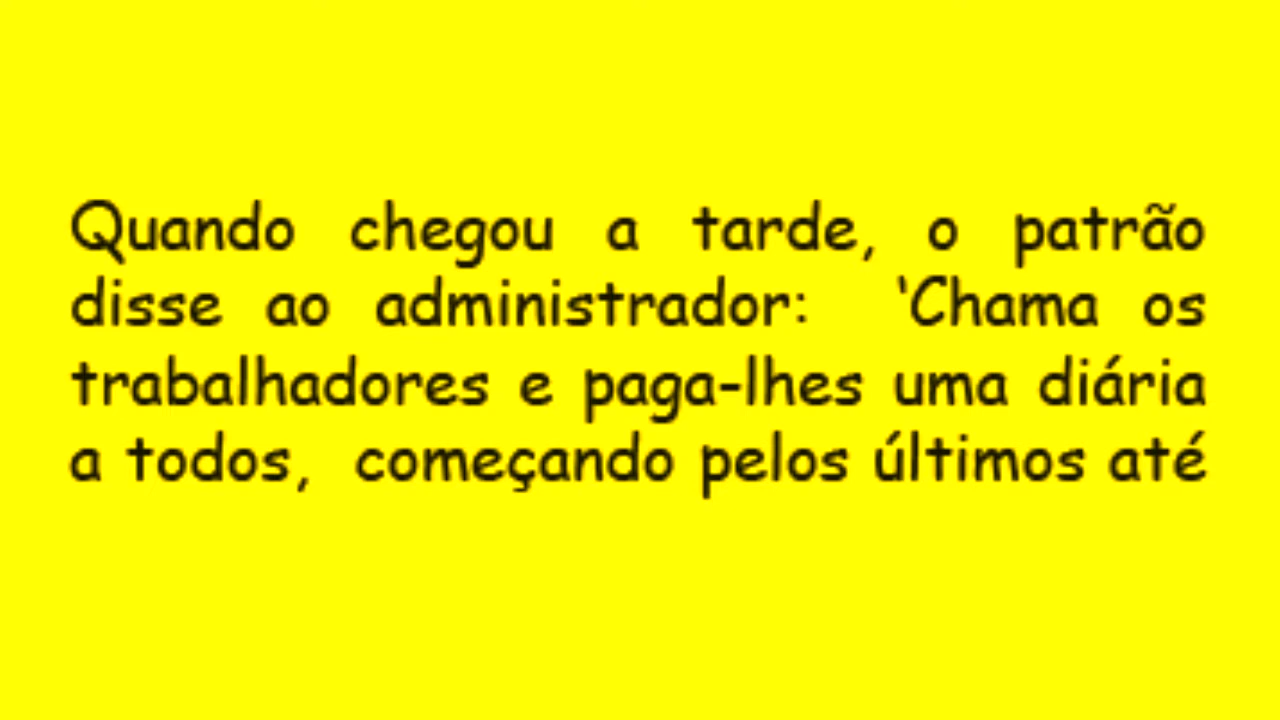 Quando chegou a tarde, o patrão
disse ao administrador: ‘Chama os
trabalhadores e paga-lhes uma diária
a todos, começando pelos últimos até